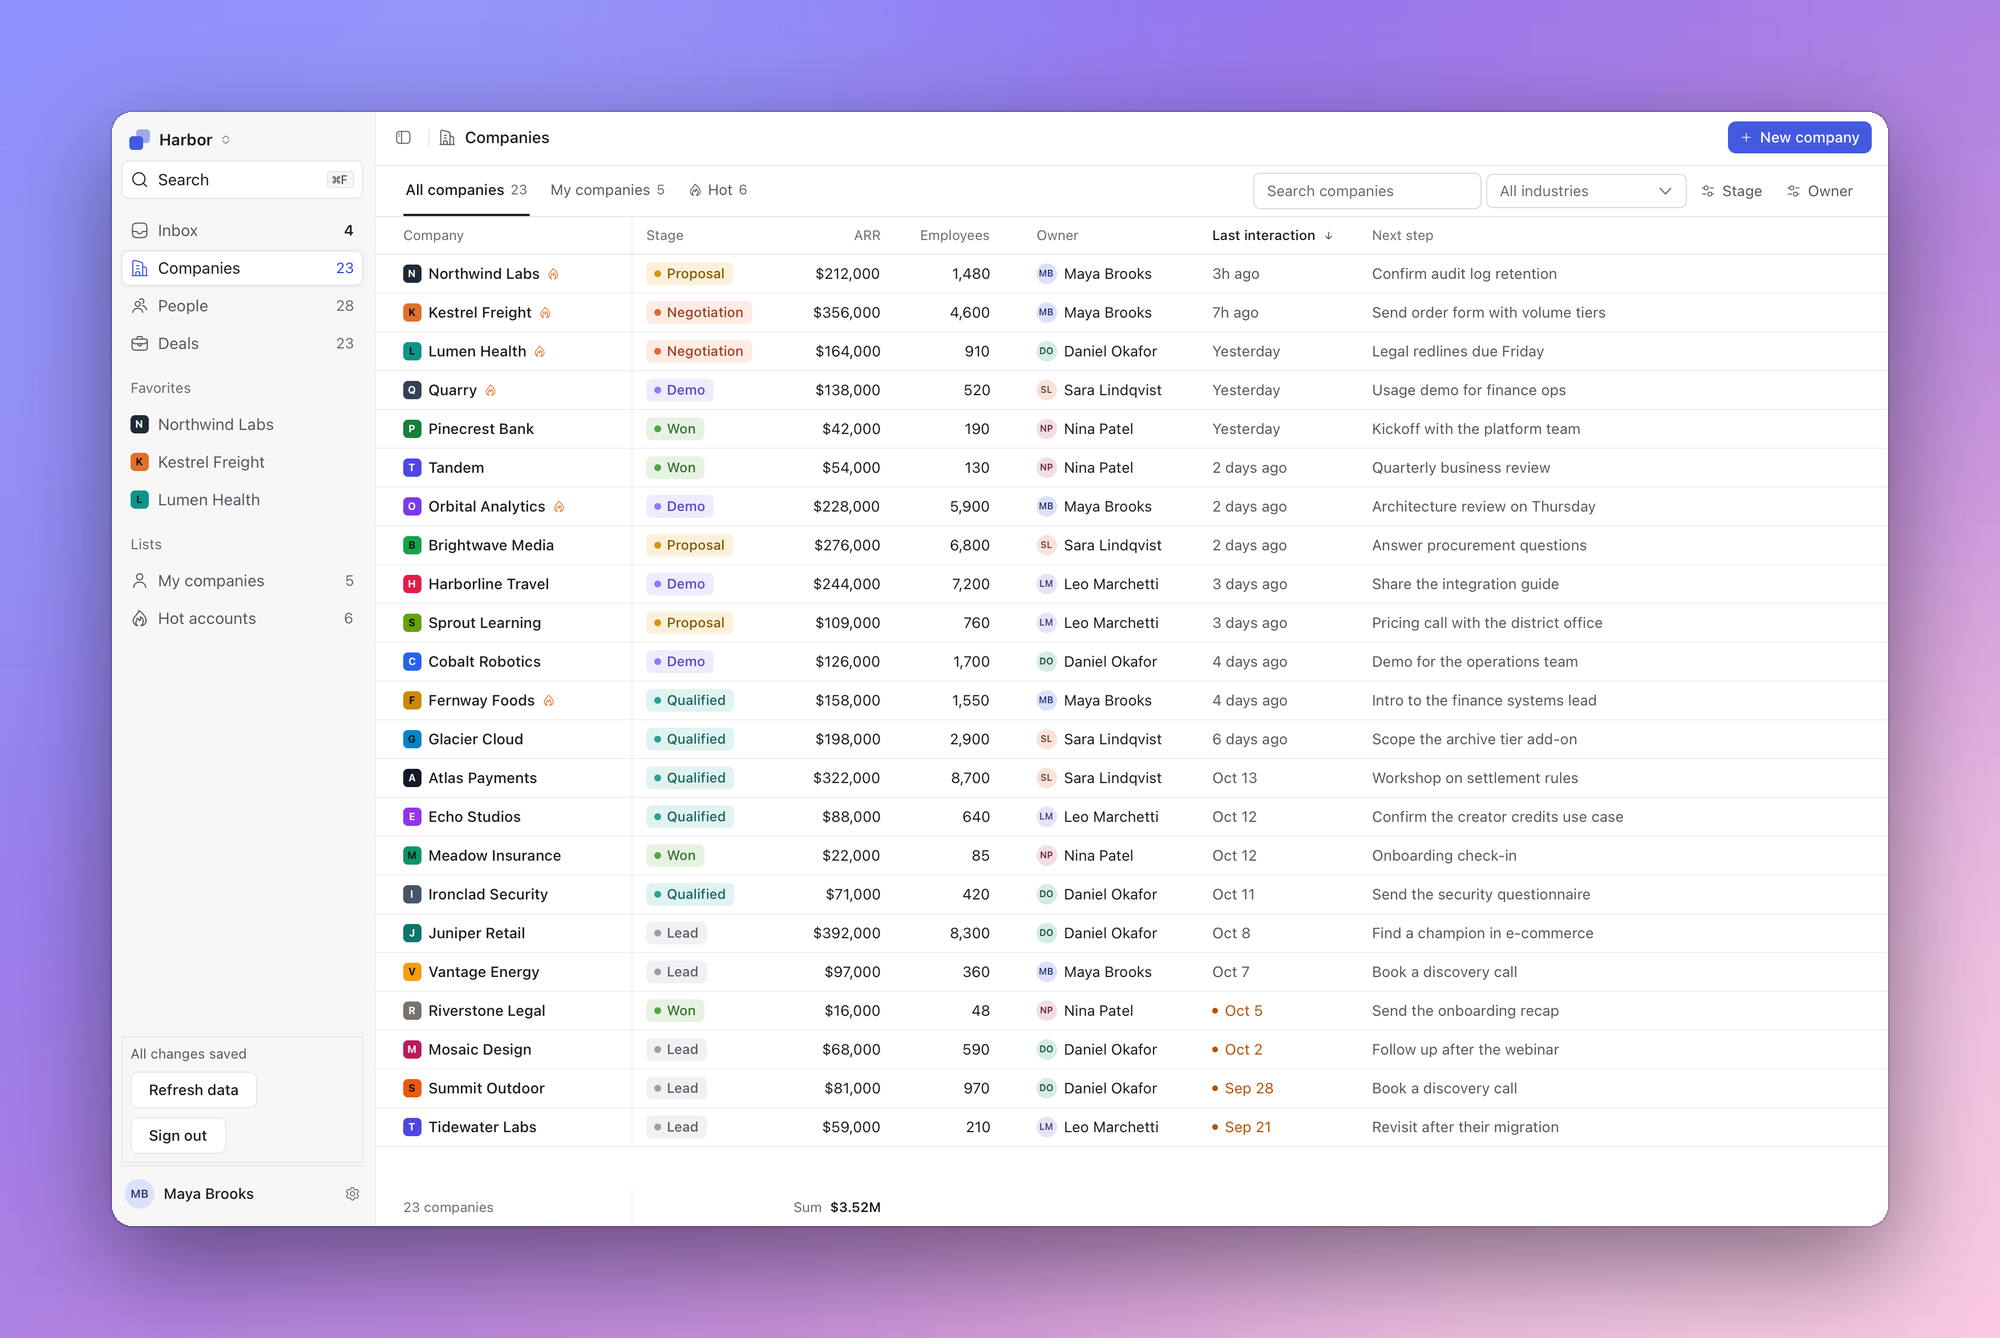 Harbor
Search ⌘F
Inbox 4
Companies 23
People 28
Deals 23
Favorites
N Northwind Labs
K Kestrel Freight
L Lumen Health
Lists
My companies 5
Hot accounts 6
All changes saved
Refresh data
Sign out
MB Maya Brooks
Companies
+ New company
All companies 23 My companies 5 Hot 6
Search companies All industries Stage Owner
Company Stage ARR Employees Owner Last interaction ↓ Next step
N Northwind Labs Proposal $212,000 1,480 MB Maya Brooks 3h ago Confirm audit log retention
K Kestrel Freight Negotiation $356,000 4,600 MB Maya Brooks 7h ago Send order form with volume tiers
L Lumen Health Negotiation $164,000 910 DO Daniel Okafor Yesterday Legal redlines due Friday
Q Quarry Demo $138,000 520 SL Sara Lindqvist Yesterday Usage demo for finance ops
P Pinecrest Bank Won $42,000 190 NP Nina Patel Yesterday Kickoff with the platform team
T Tandem Won $54,000 130 NP Nina Patel 2 days ago Quarterly business review
O Orbital Analytics Demo $228,000 5,900 MB Maya Brooks 2 days ago Architecture review on Thursday
B Brightwave Media Proposal $276,000 6,800 SL Sara Lindqvist 2 days ago Answer procurement questions
H Harborline Travel Demo $244,000 7,200 LM Leo Marchetti 3 days ago Share the integration guide
S Sprout Learning Proposal $109,000 760 LM Leo Marchetti 3 days ago Pricing call with the district office
C Cobalt Robotics Demo $126,000 1,700 DO Daniel Okafor 4 days ago Demo for the operations team
F Fernway Foods Qualified $158,000 1,550 MB Maya Brooks 4 days ago Intro to the finance systems lead
G Glacier Cloud Qualified $198,000 2,900 SL Sara Lindqvist 6 days ago Scope the archive tier add-on
A Atlas Payments Qualified $322,000 8,700 SL Sara Lindqvist Oct 13 Workshop on settlement rules
E Echo Studios Qualified $88,000 640 LM Leo Marchetti Oct 12 Confirm the creator credits use case
M Meadow Insurance Won $22,000 85 NP Nina Patel Oct 12 Onboarding check-in
I Ironclad Security Qualified $71,000 420 DO Daniel Okafor Oct 11 Send the security questionnaire
J Juniper Retail Lead $392,000 8,300 DO Daniel Okafor Oct 8 Find a champion in e-commerce
V Vantage Energy Lead $97,000 360 MB Maya Brooks Oct 7 Book a discovery call
R Riverstone Legal Won $16,000 48 NP Nina Patel Oct 5 Send the onboarding recap
M Mosaic Design Lead $68,000 590 DO Daniel Okafor Oct 2 Follow up after the webinar
S Summit Outdoor Lead $81,000 970 DO Daniel Okafor Sep 28 Book a discovery call
T Tidewater Labs Lead $59,000 210 LM Leo Marchetti Sep 21 Revisit after their migration
23 companies Sum $3.52M